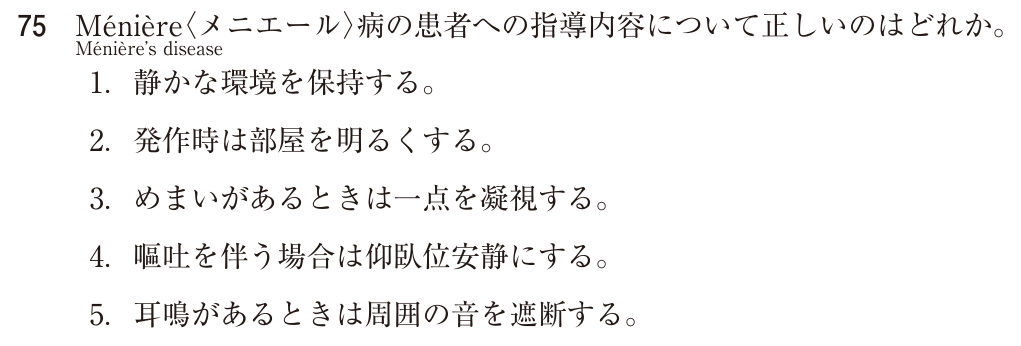 75 Ménière〈メニエール〉病の患者への指導内容について正しいのはどれか。
Ménière's disease
1. 静かな環境を保持する。
2. 発作時は部屋を明るくする。
3. めまいがあるときは一点を凝視する。
4. 嘔吐を伴う場合は仰臥位安静にする。
5. 耳鳴があるときは周囲の音を遮断する。